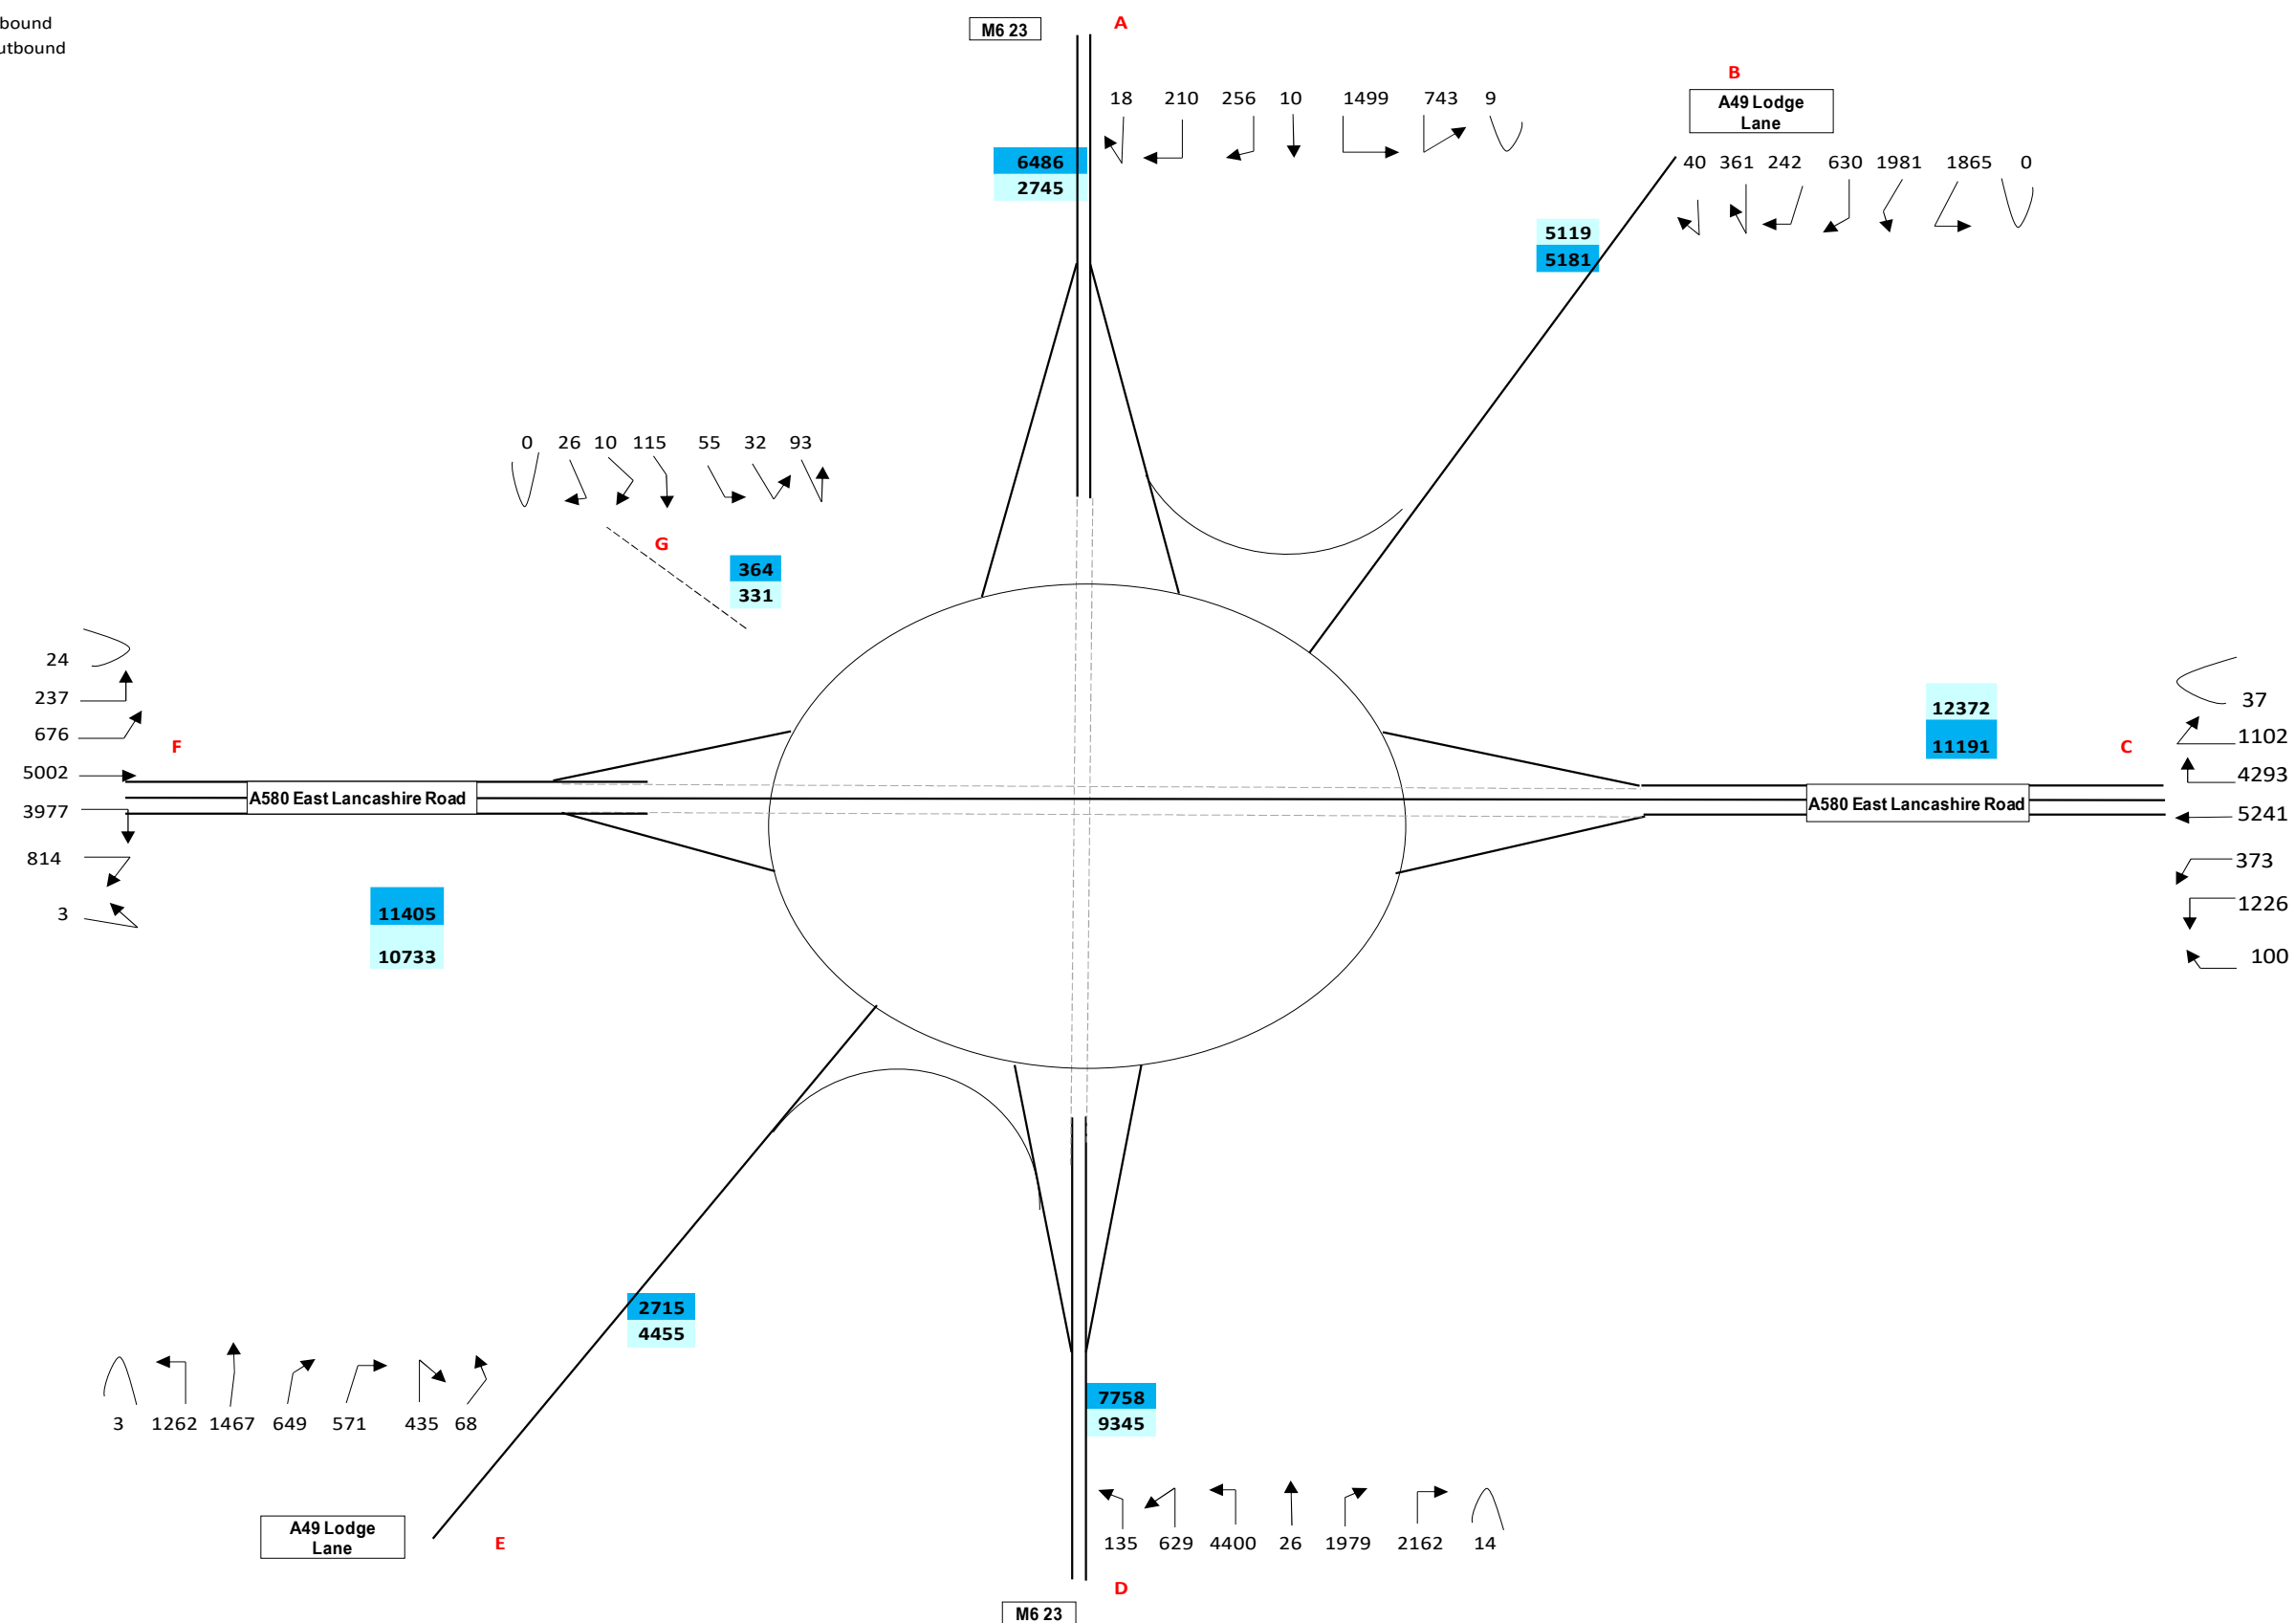 bound
utbound
M6 23
A
B
A49 Lodge
Lane
18 210 256 10 1499 743 9
40 361 242 630 1981 1865 0
6486
2745
5119
5181
0 26 10 115 55 32 93
G
364
331
24
237
676
F
5002
3977
814
3
A580 East Lancashire Road
11405
10733
12372
11191
C
A580 East Lancashire Road
37
1102
4293
5241
373
1226
100
2715
4455
3 1262 1467 649 571 435 68
7758
9345
A49 Lodge
Lane
E
135 629 4400 26 1979 2162 14
D
M6 23